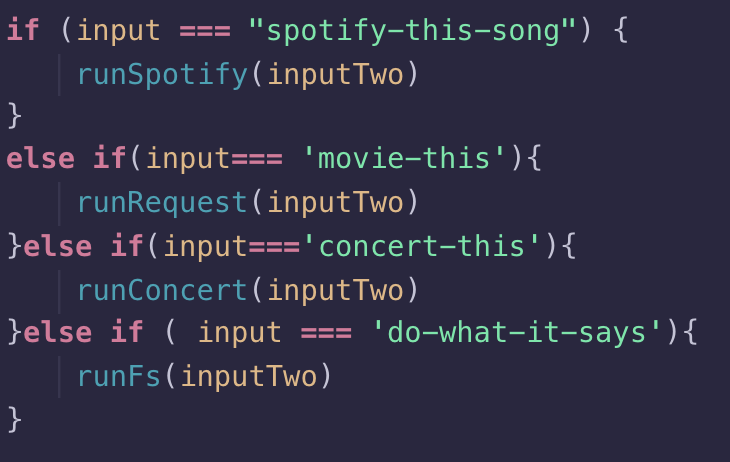 if (input === "spotify-this-song") {
    runSpotify(inputTwo)
}
else if(input=== 'movie-this'){
    runRequest(inputTwo)
}else if(input==='concert-this'){
    runConcert(inputTwo)
}else if ( input === 'do-what-it-says'){
    runFs(inputTwo)
}